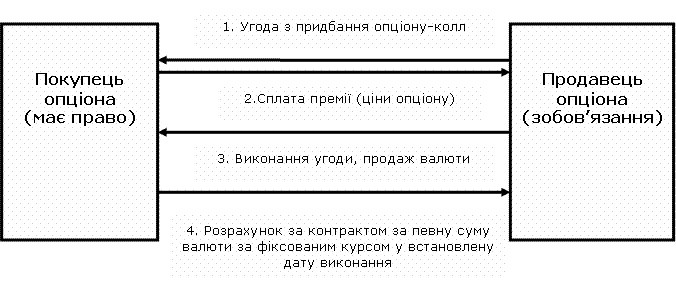 1. Угода з придбання опціону-колл
Покупець
опціона
(має право)
Продавець
опціона
(зобов’язання)
2.Сплата премії (ціни опціону)
3. Виконання угоди, продаж валюти
4. Розрахунок за контрактом за певну суму
валюти за фіксованим курсом у встановлену
дату виконання